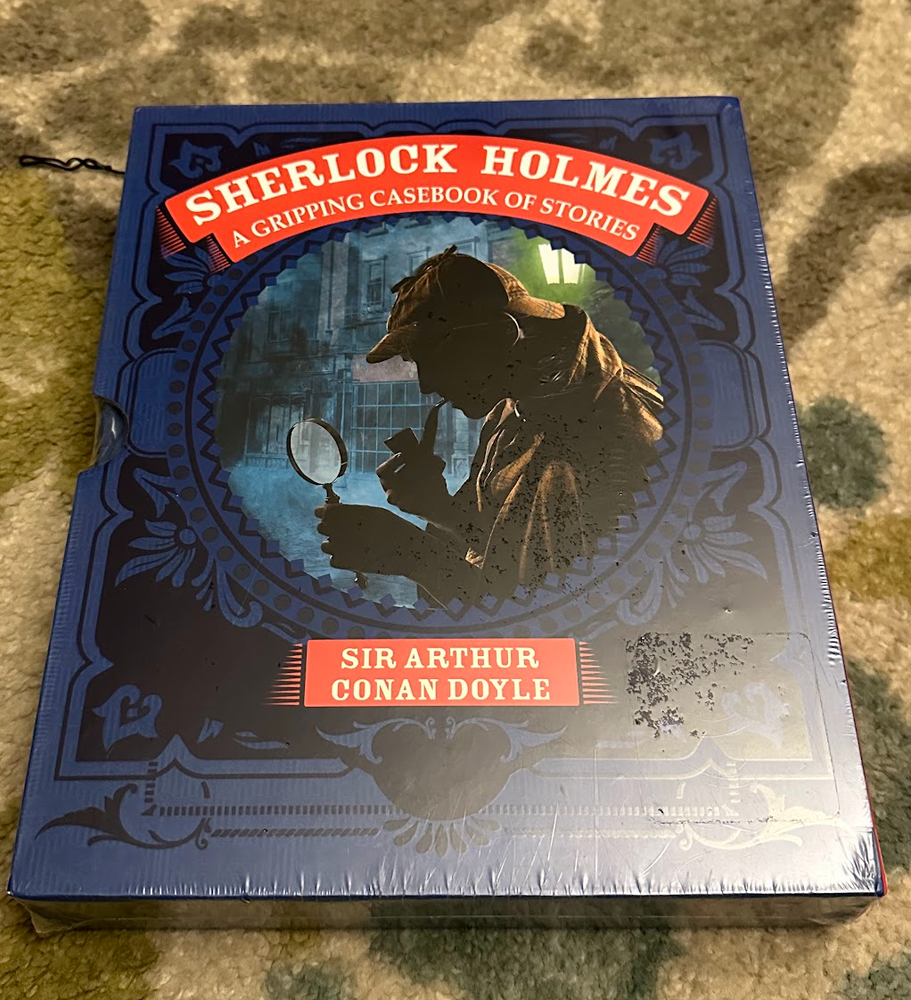 SHERLOCK HOLMES
A GRIPPING CASEBOOK OF STORIES
SIR ARTHUR
CONAN DOYLE